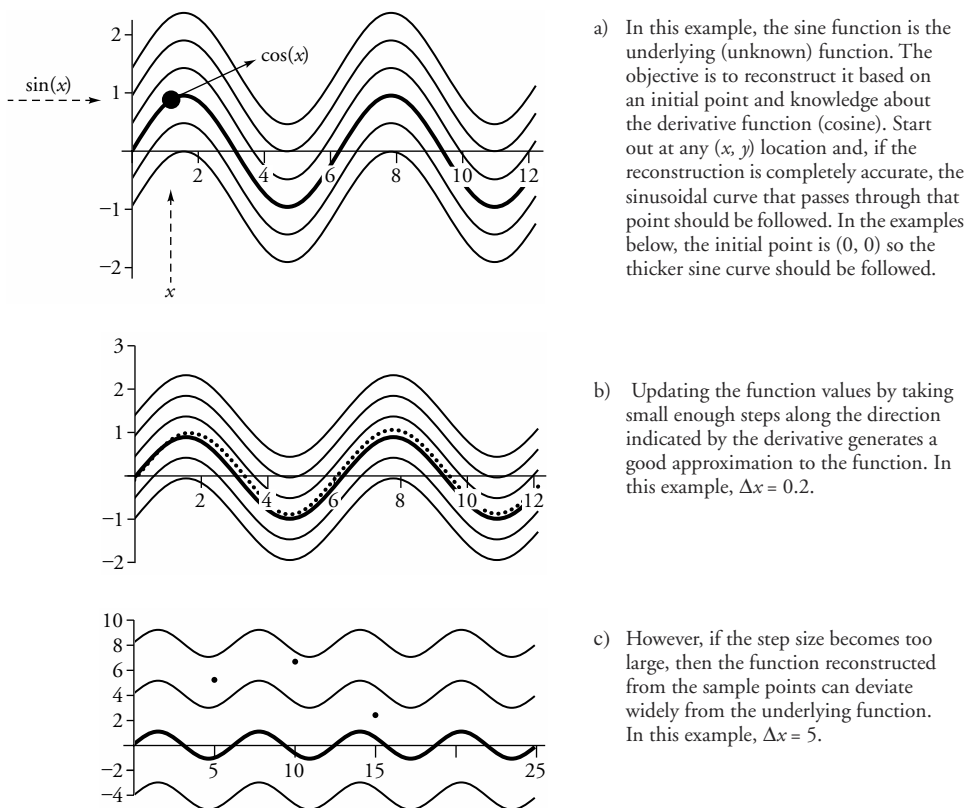 2
1
−1
−2
2
4
6
8
10
12
sin(x)
cos(x)
x
a) In this example, the sine function is the
underlying (unknown) function. The
objective is to reconstruct it based on
an initial point and knowledge about
the derivative function (cosine). Start
out at any (x, y) location and, if the
reconstruction is completely accurate, the
sinusoidal curve that passes through that
point should be followed. In the examples
below, the initial point is (0, 0) so the
thicker sine curve should be followed.
3
2
1
−1
−2
2
4
6
8
10
12
b) Updating the function values by taking
small enough steps along the direction
indicated by the derivative generates a
good approximation to the function. In
this example, Δx = 0.2.
10
8
6
4
2
−2
−4
5
10
15
25
c) However, if the step size becomes too
large, then the function reconstructed
from the sample points can deviate
widely from the underlying function.
In this example, Δx = 5.